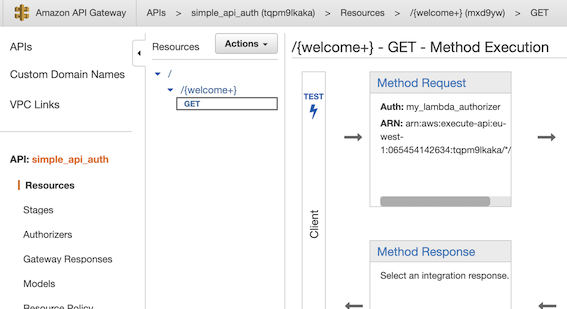 Amazon API Gateway APIs > simple_api_auth (tqpm9lkaka) > Resources > /{welcome+} (mxd9yw) > GET
APIs
Custom Domain Names
VPC Links
API: simple_api_auth
Resources
Stages
Authorizers
Gateway Responses
Models
Resource Policy
Resources Actions
/
/{welcome+}
GET
/{welcome+} - GET - Method Execution
TEST
Client
Method Request
Auth: my_lambda_authorizer
ARN: arn:aws:execute-api:eu-
west-
1:065454142634:tqpm9lkaka/*/
Method Response
Select an integration response.